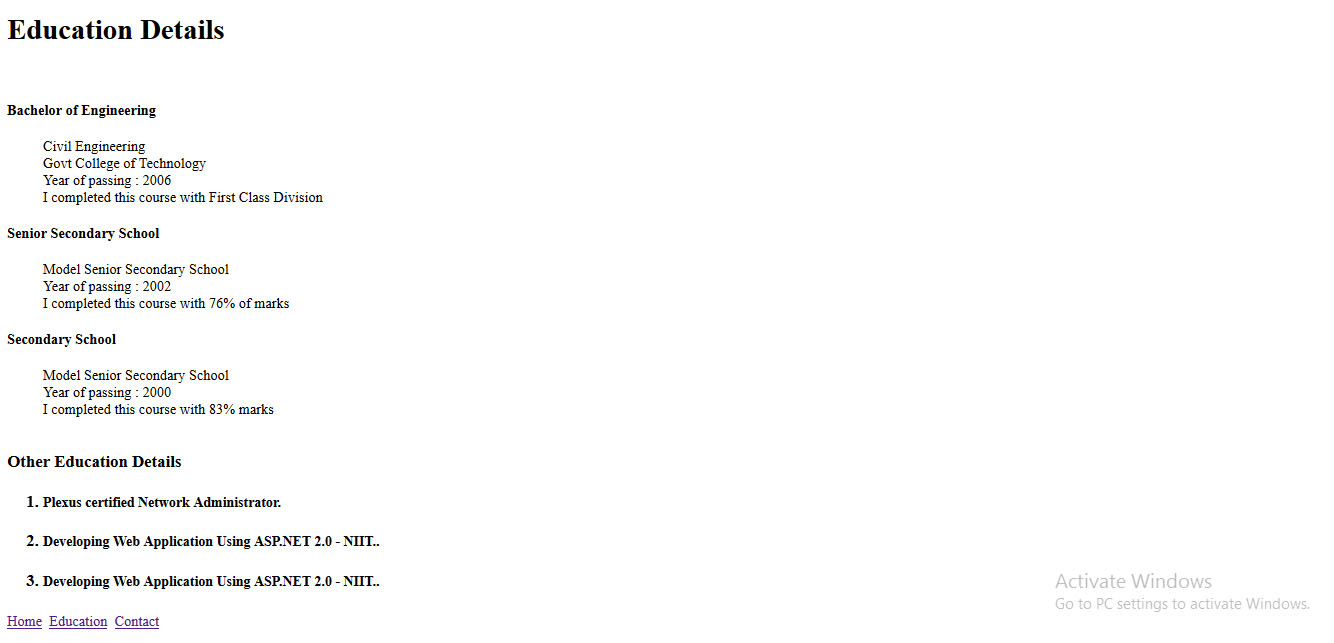 Education Details
Bachelor of Engineering
Civil Engineering
Govt College of Technology
Year of passing : 2006
I completed this course with First Class Division
Senior Secondary School
Model Senior Secondary School
Year of passing : 2002
I completed this course with 76% of marks
Secondary School
Model Senior Secondary School
Year of passing : 2000
I completed this course with 83% marks
Other Education Details
1. Plexus certified Network Administrator.
2. Developing Web Application Using ASP.NET 2.0 - NIIT..
3. Developing Web Application Using ASP.NET 2.0 - NIIT..
Home Education Contact
Activate Windows
Go to PC settings to activate Windows.